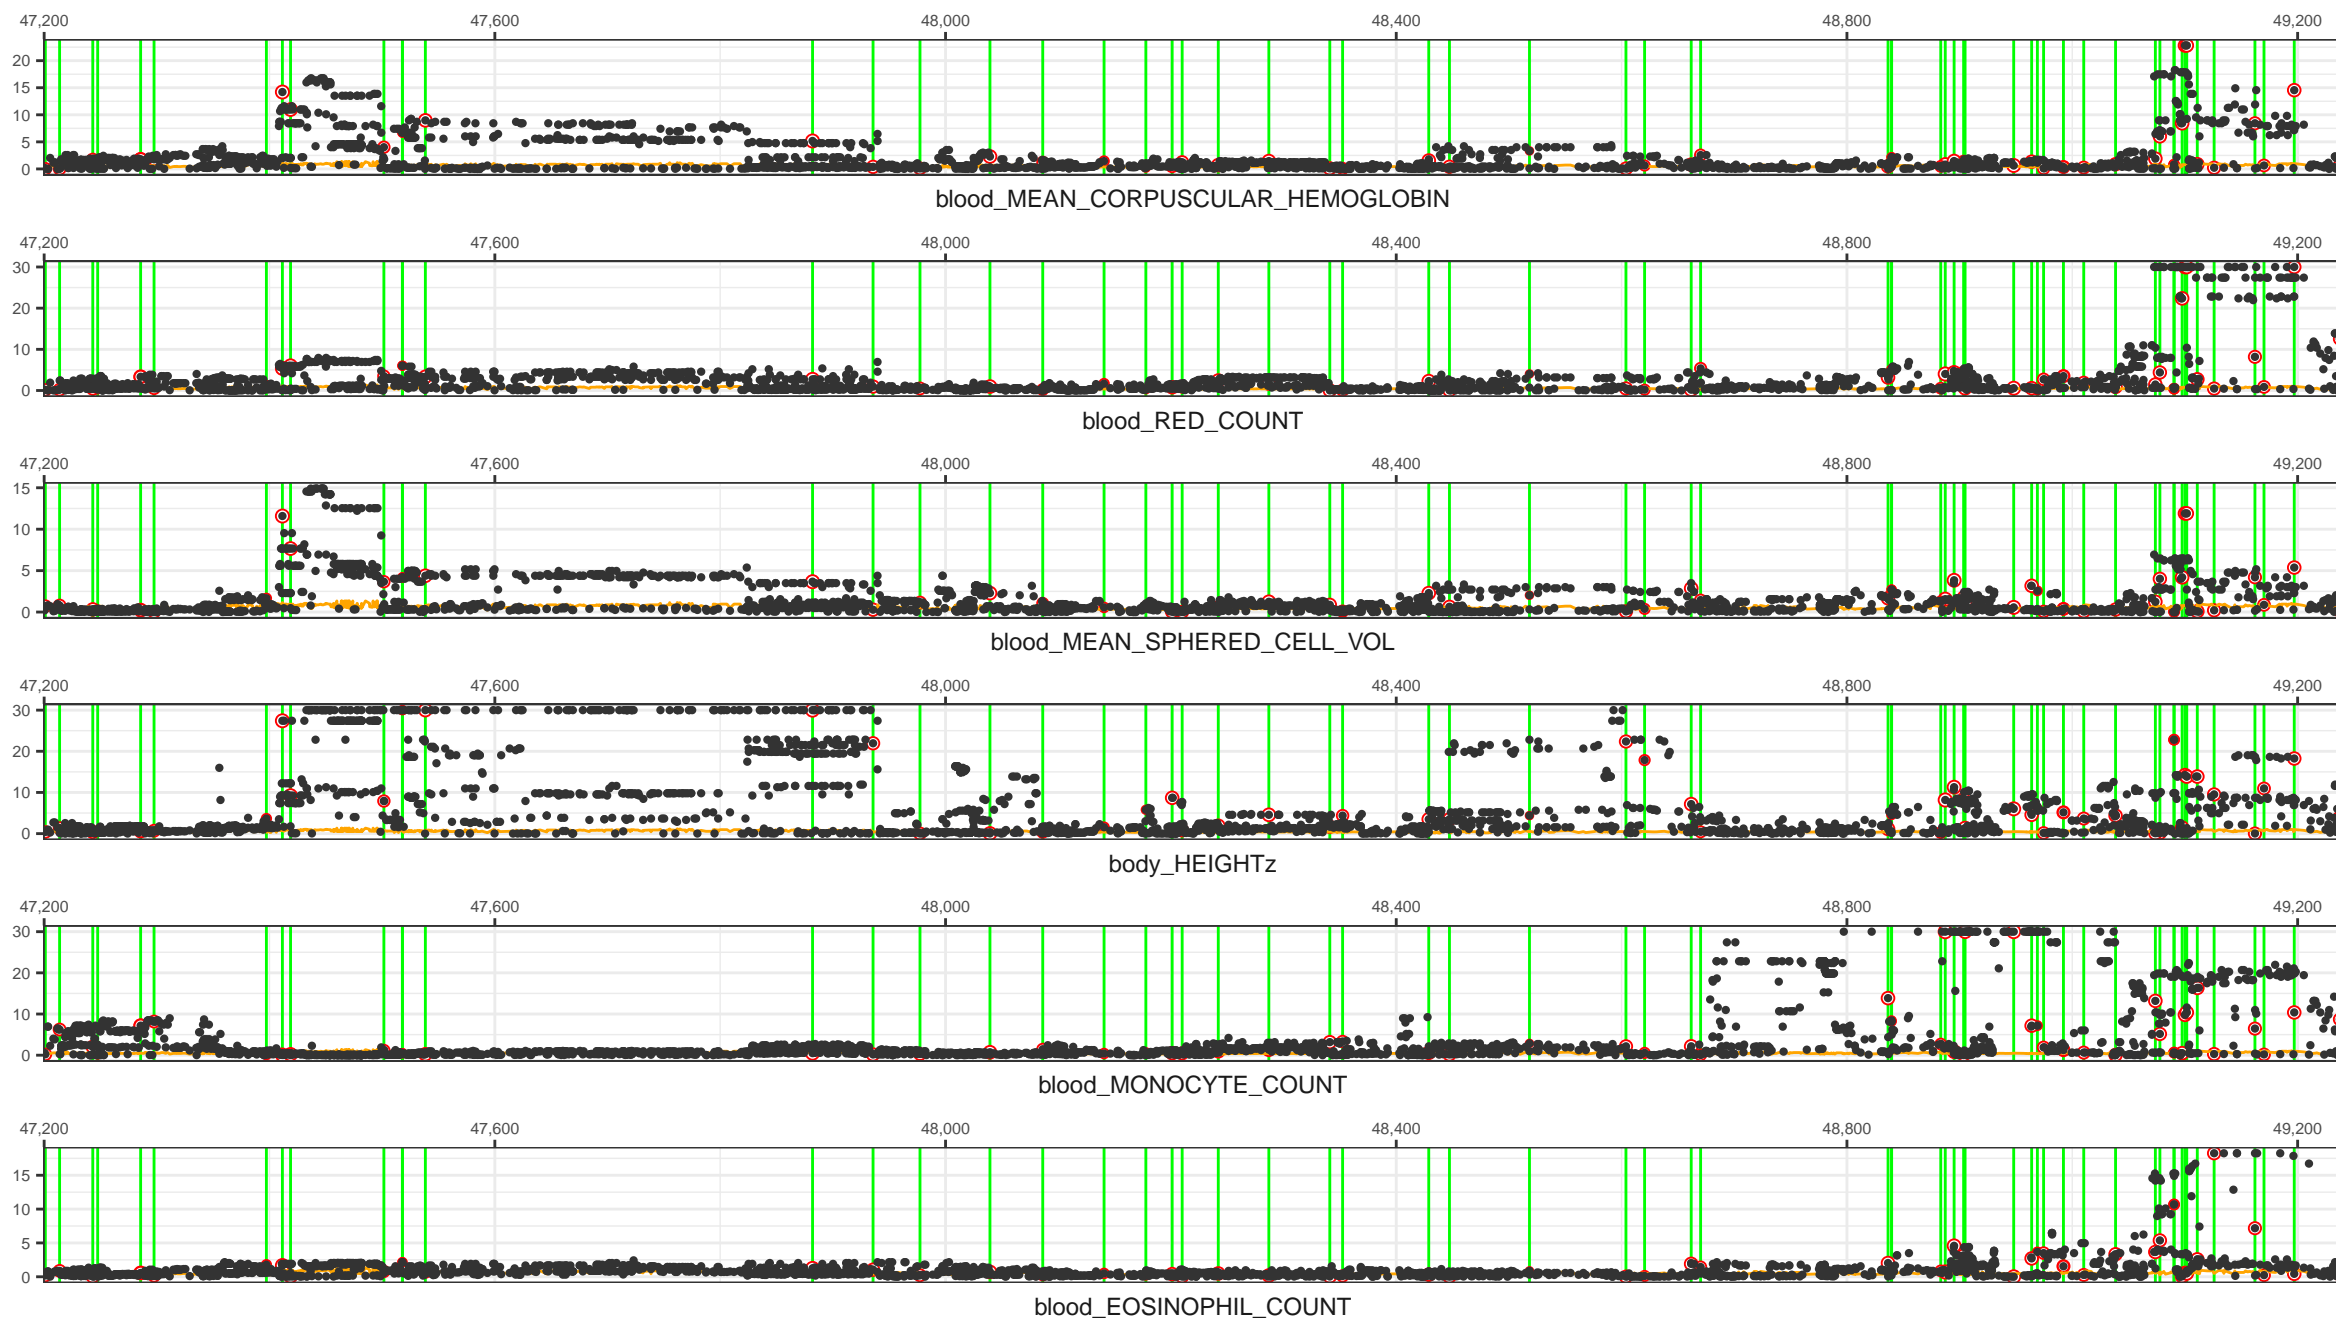 47,200 47,600 48,000 48,400 48,800 49,200
20
15
10
5
0
blood_MEAN_CORPUSCULAR_HEMOGLOBIN
47,200 47,600 48,000 48,400 48,800 49,200
30
20
10
0
blood_RED_COUNT
47,200 47,600 48,000 48,400 48,800 49,200
15
10
5
0
blood_MEAN_SPHERED_CELL_VOL
47,200 47,600 48,000 48,400 48,800 49,200
30
20
10
0
body_HEIGHTz
47,200 47,600 48,000 48,400 48,800 49,200
30
20
10
0
blood_MONOCYTE_COUNT
47,200 47,600 48,000 48,400 48,800 49,200
15
10
5
0
blood_EOSINOPHIL_COUNT